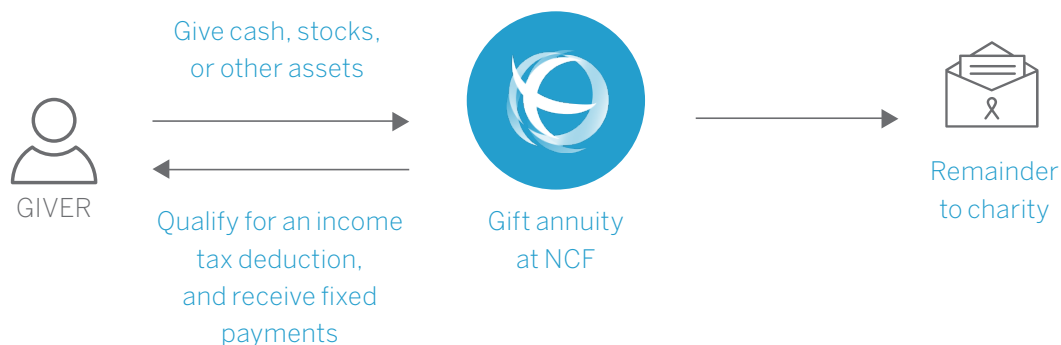 Give cash, stocks,
or other assets
GIVER
Qualify for an income
tax deduction,
and receive fixed
payments
Gift annuity
at NCF
Remainder
to charity